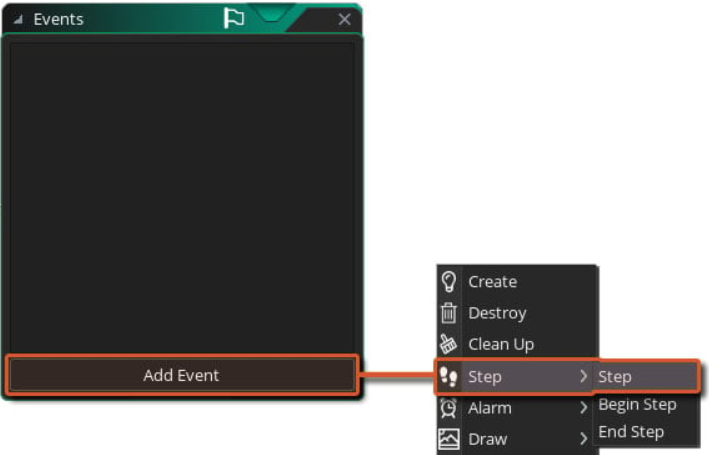 Events
Create
Destroy
Clean Up
Add Event
Step
Step
Alarm
Begin Step
Draw
End Step